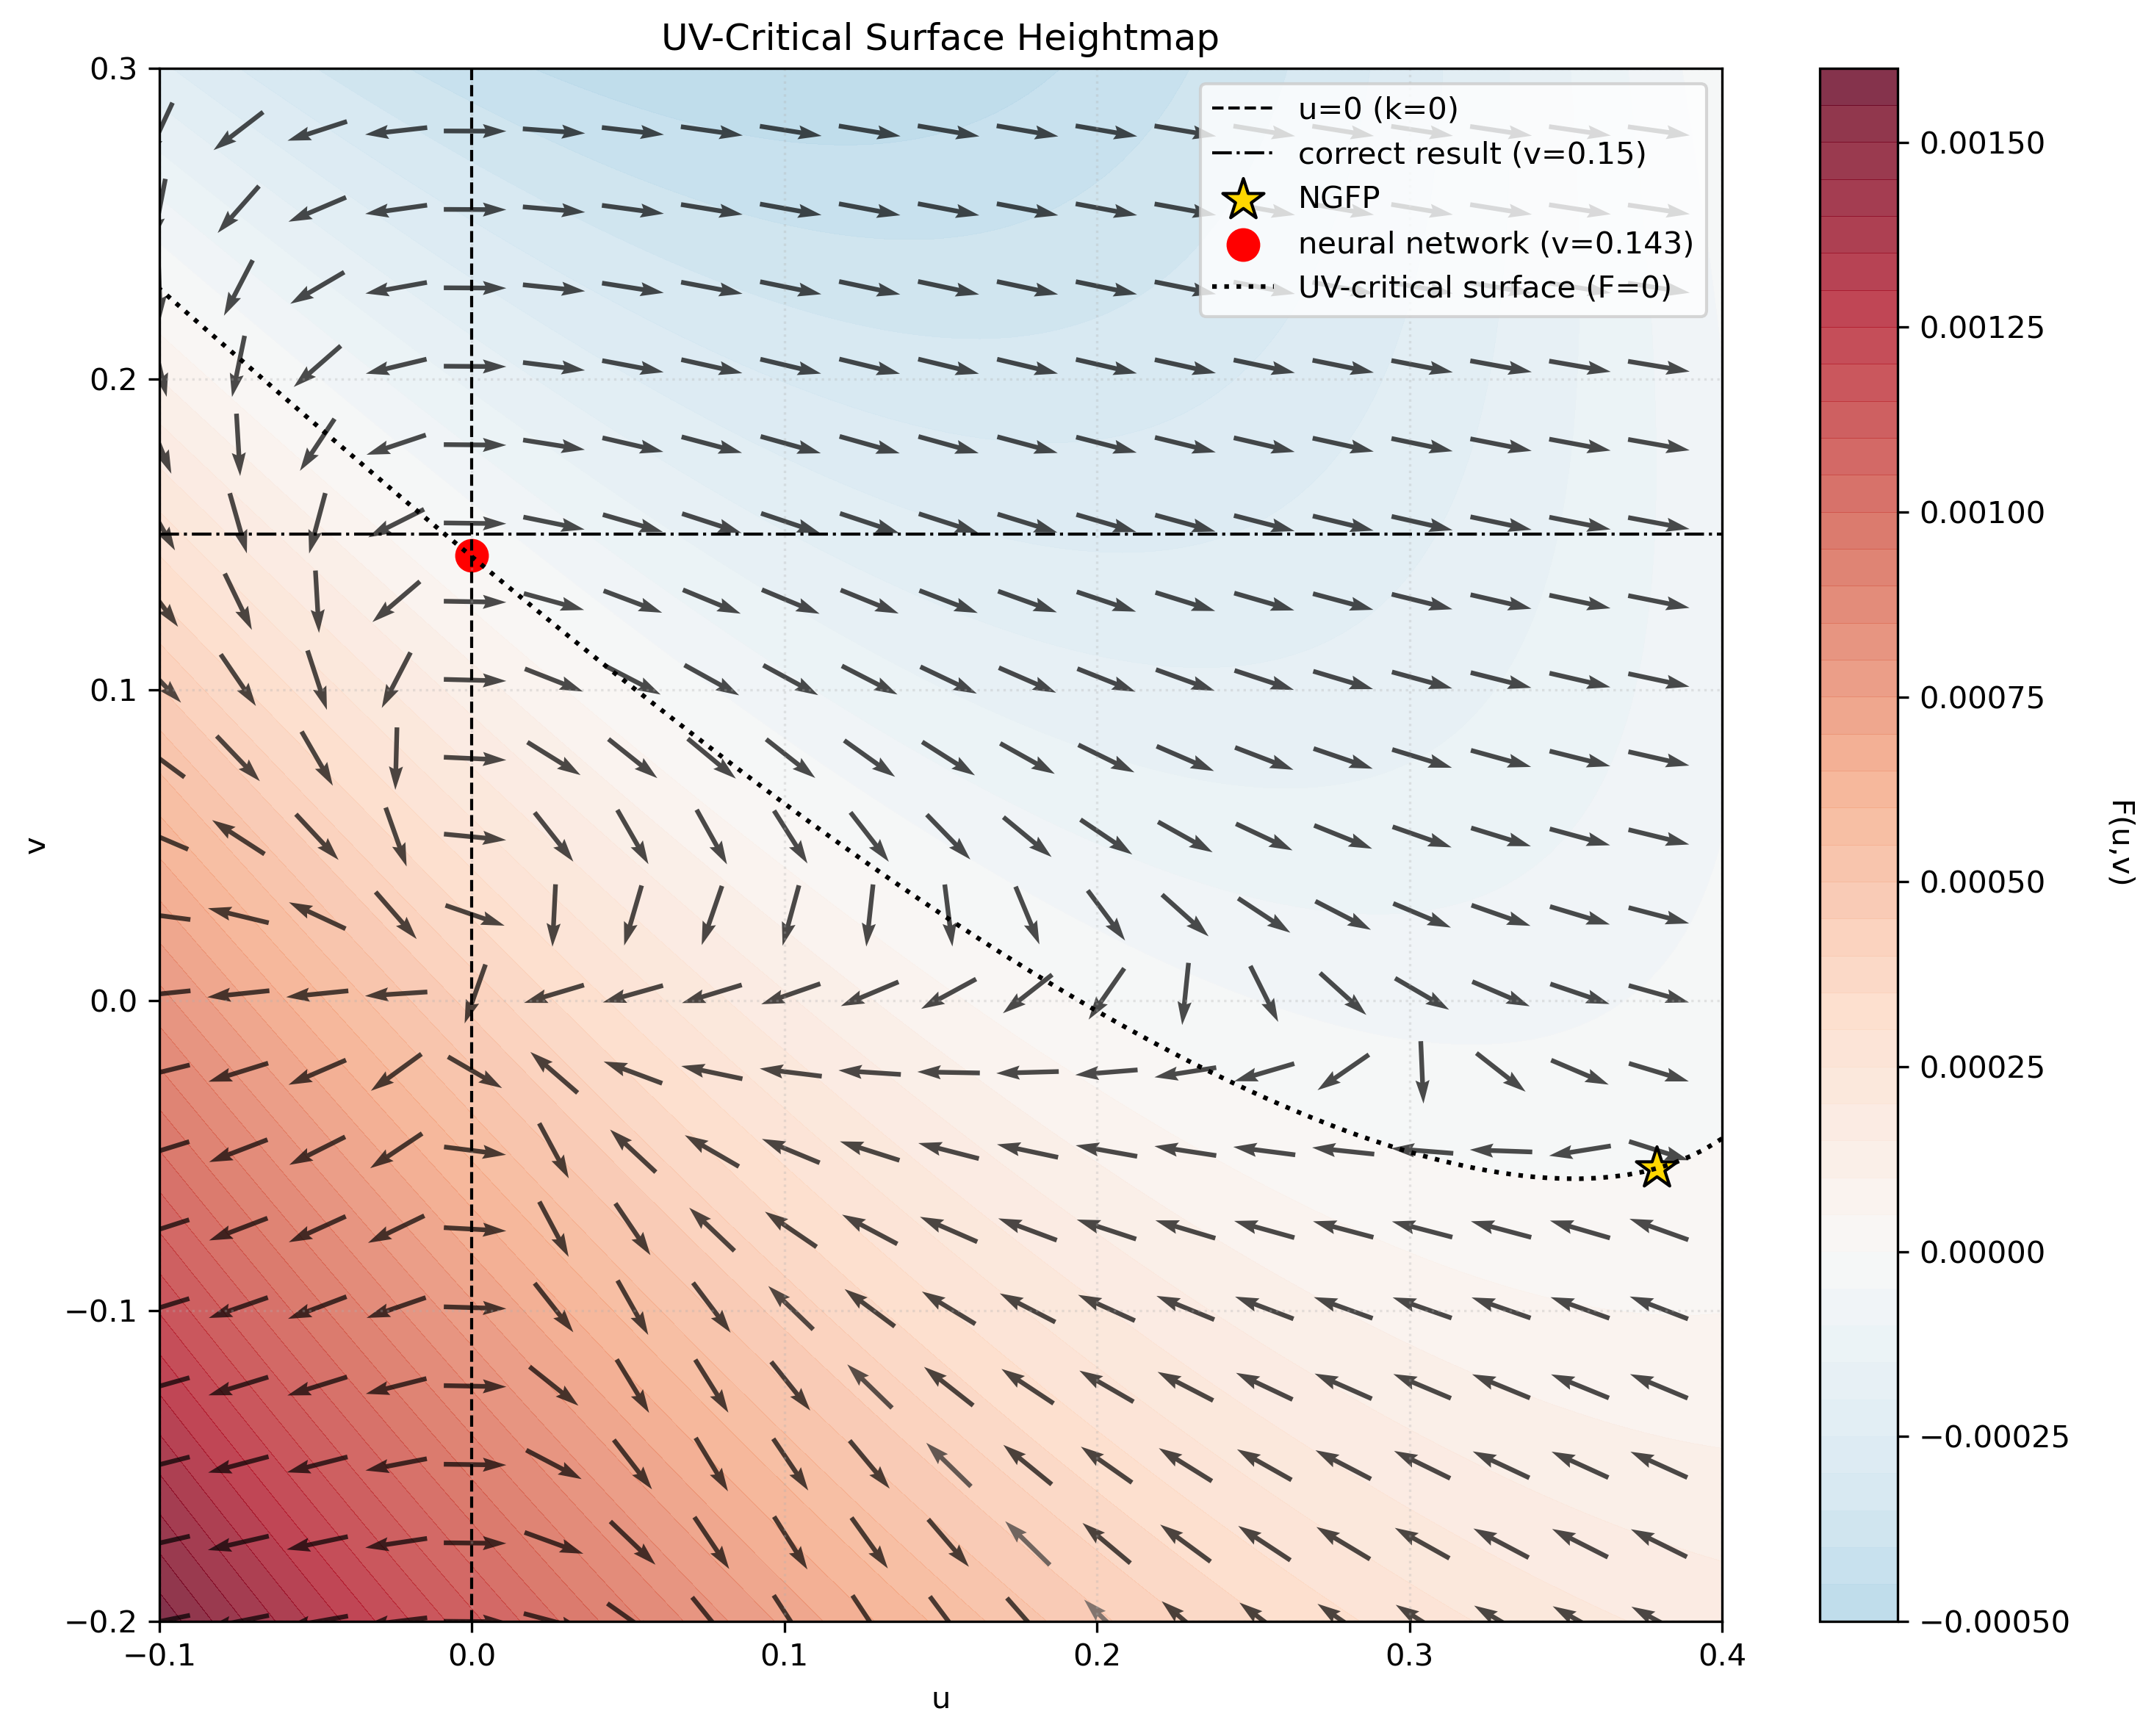 UV-Critical Surface Heightmap
u=0 (k=0)
correct result (v=0.15)
NGFP
neural network (v=0.143)
UV-critical surface (F=0)
0.3
0.2
0.1
0.0
−0.1
−0.2
v
−0.1
0.0
0.1
0.2
0.3
0.4
u
0.00150
0.00125
0.00100
0.00075
0.00050
0.00025
0.00000
−0.00025
−0.00050
F(u,v)